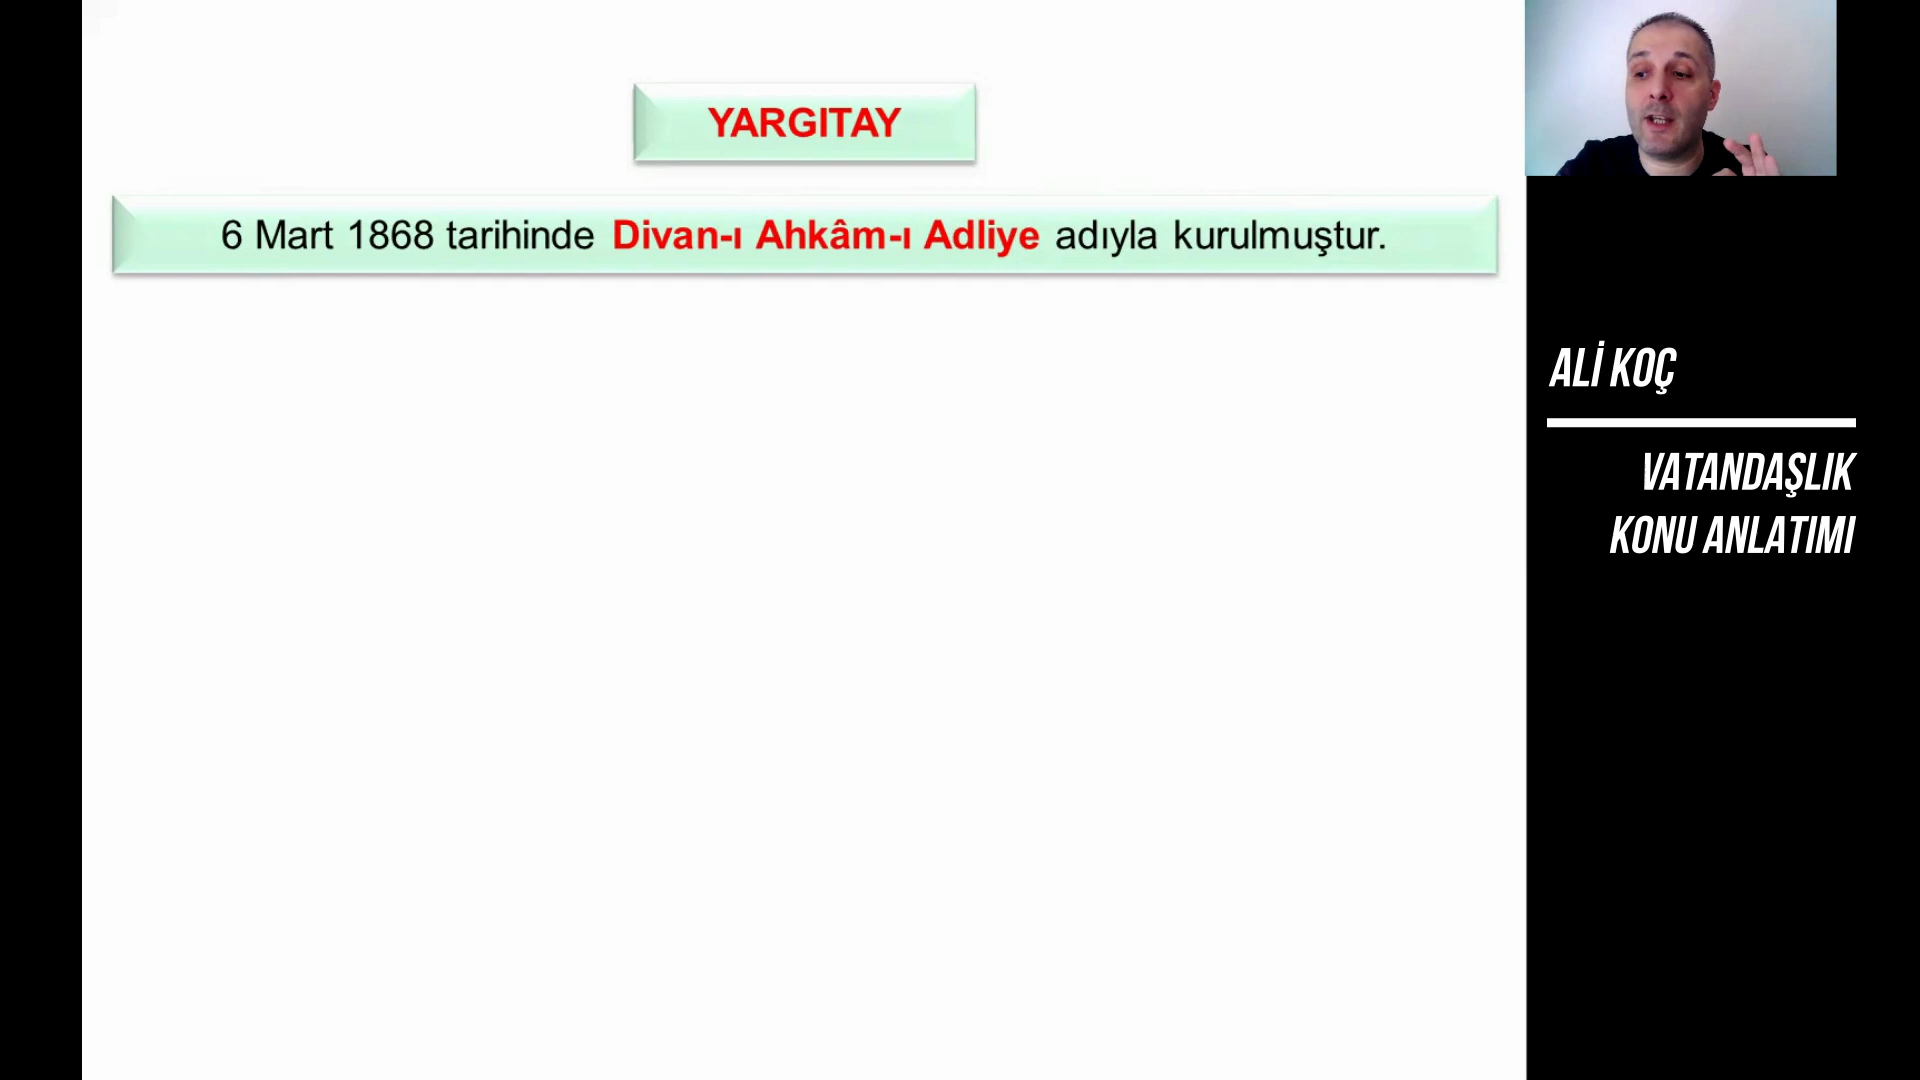 YARGITAY
6 Mart 1868 tarihinde Divan-ı Ahkâm-ı Adliye adıyla kurulmuştur.
ALİ KOÇ
VATANDAŞLIK
KONU ANLATIMI